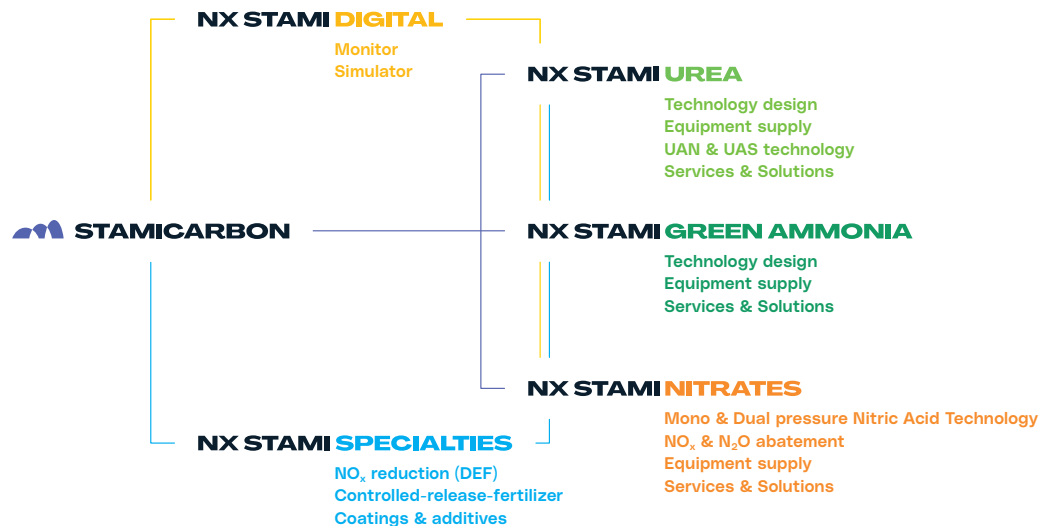 NX STAMI DIGITAL
Monitor
Simulator
NX STAMI UREA
Technology design
Equipment supply
UAN & UAS technology
Services & Solutions
STAMICARBON
NX STAMI GREEN AMMONIA
Technology design
Equipment supply
Services & Solutions
NX STAMI NITRATES
Mono & Dual pressure Nitric Acid Technology
NOₓ & N₂O abatement
Equipment supply
Services & Solutions
NX STAMI SPECIALTIES
NOₓ reduction (DEF)
Controlled-release-fertilizer
Coatings & additives